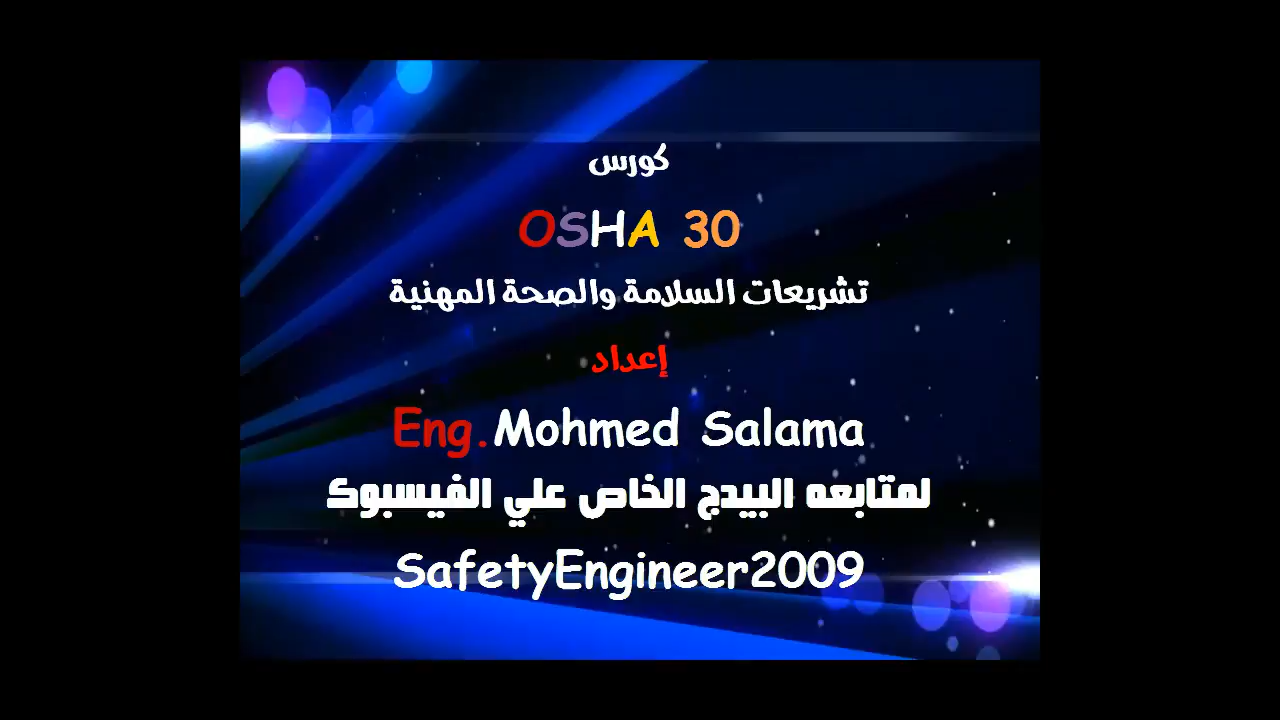 كورس
OSHA 30
تشريعات السلامة والصحة المهنية
إعداد
Eng.Mohmed Salama
لمتابعه البيدج الخاص علي الفيسبوك
SafetyEngineer2009